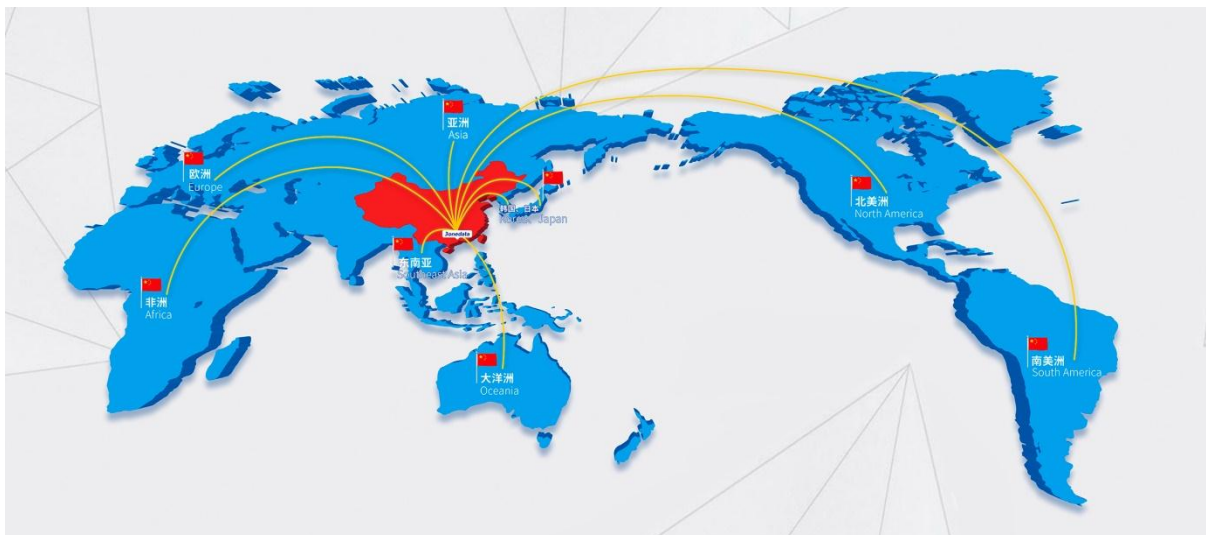 亚洲
Asia
欧洲
Europe
韩国、日本
Korea、Japan
北美洲
North America
3onedata
东南亚
Southeast Asia
非洲
Africa
大洋洲
Oceania
南美洲
South America